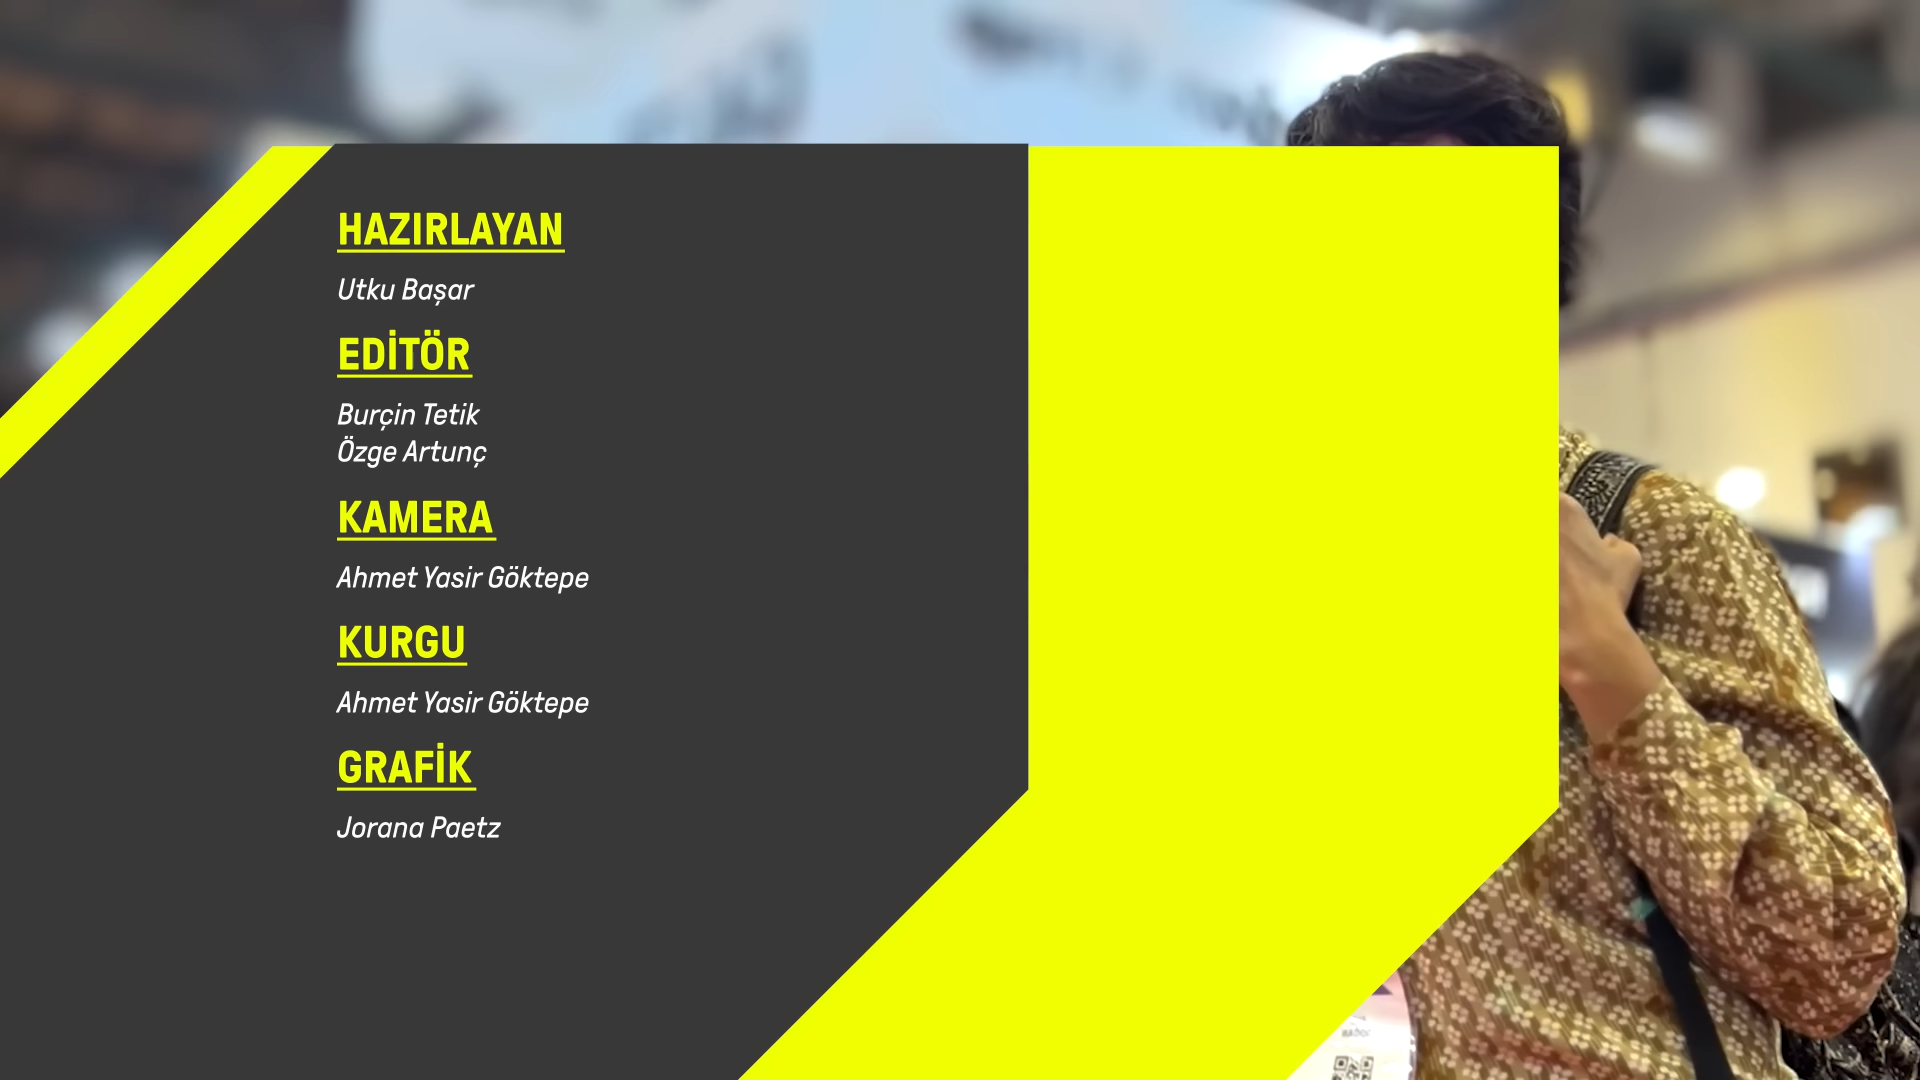 HAZIRLAYAN
Utku Başar
EDİTÖR
Burçin Tetik
Özge Artunç
KAMERA
Ahmet Yasir Göktepe
KURGU
Ahmet Yasir Göktepe
GRAFİK
Jorana Paetz